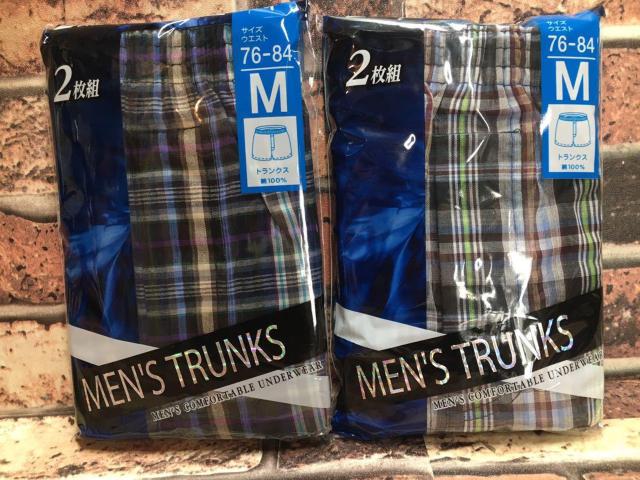 2枚組
サイズ
ウエスト
76-84
M
トランクス
綿100%
MEN'S TRUNKS
MEN'S COMFORTABLE UNDERWEAR
2枚組
サイズ
ウエスト
76-84
M
トランクス
綿100%
MEN'S TRUNKS
MEN'S COMFORTABLE UNDERWEAR